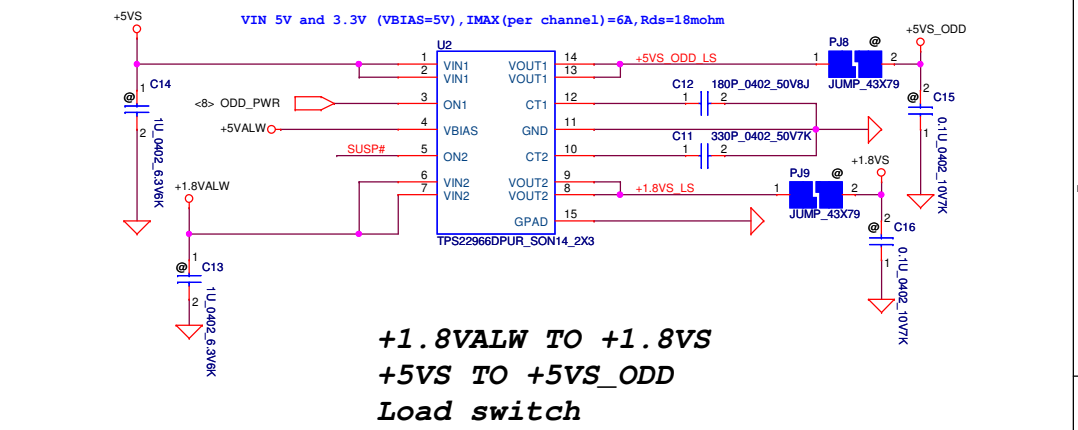 VIN 5V and 3.3V (VBIAS=5V),IMAX(per channel)=6A,Rds=18mohm
+5VS
U2
+5VS_ODD
PJ8
@
1
2
JUMP_43X79
1
2
VIN1
VIN1
VOUT1
VOUT1
14
13
+5VS_ODD_LS
C14
@
1
2
1U_0402_6.3V6K
<8> ODD_PWR
3
ON1
CT1
12
C12
180P_0402_50V8J
1
2
C15
@
2
1
0.1U_0402_10V7K
+5VALW
4
VBIAS
GND
11
SUSP#
5
ON2
CT2
10
C11
330P_0402_50V7K
1
2
+1.8VALW
6
7
VIN2
VIN2
VOUT2
VOUT2
9
8
+1.8VS_LS
PJ9
@
1
2
JUMP_43X79
+1.8VS
GPAD
15
TPS22966DPUR_SON14_2X3
C13
@
1
2
1U_0402_6.3V6K
C16
@
2
1
0.1U_0402_10V7K
+1.8VALW TO +1.8VS
+5VS TO +5VS_ODD
Load switch